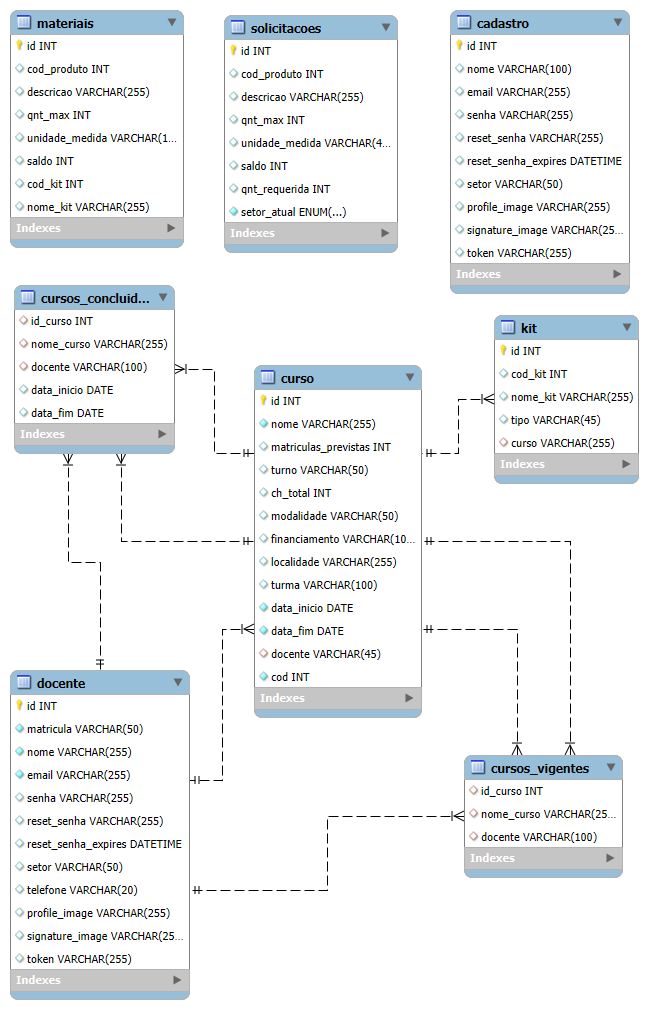 materiais
id INT
cod_produto INT
descricao VARCHAR(255)
qnt_max INT
unidade_medida VARCHAR(1...
saldo INT
cod_kit INT
nome_kit VARCHAR(255)
Indexes
solicitacoes
id INT
cod_produto INT
descricao VARCHAR(255)
qnt_max INT
unidade_medida VARCHAR(4...
saldo INT
qnt_requerida INT
setor_atual ENUM(...)
Indexes
cadastro
id INT
nome VARCHAR(100)
email VARCHAR(255)
senha VARCHAR(255)
reset_senha VARCHAR(255)
reset_senha_expires DATETIME
setor VARCHAR(50)
profile_image VARCHAR(255)
signature_image VARCHAR(25...
token VARCHAR(255)
Indexes
cursos_concluid...
id_curso INT
nome_curso VARCHAR(255)
docente VARCHAR(100)
data_inicio DATE
data_fim DATE
Indexes
curso
id INT
nome VARCHAR(255)
matriculas_previstas INT
turno VARCHAR(50)
ch_total INT
modalidade VARCHAR(50)
financiamento VARCHAR(10...
localidade VARCHAR(255)
turma VARCHAR(100)
data_inicio DATE
data_fim DATE
docente VARCHAR(45)
cod INT
Indexes
kit
id INT
cod_kit INT
nome_kit VARCHAR(255)
tipo VARCHAR(45)
curso VARCHAR(255)
Indexes
docente
id INT
matricula VARCHAR(50)
nome VARCHAR(255)
email VARCHAR(255)
senha VARCHAR(255)
reset_senha VARCHAR(255)
reset_senha_expires DATETIME
setor VARCHAR(50)
telefone VARCHAR(20)
profile_image VARCHAR(255)
signature_image VARCHAR(25...
token VARCHAR(255)
Indexes
cursos_vigentes
id_curso INT
nome_curso VARCHAR(25...
docente VARCHAR(100)
Indexes